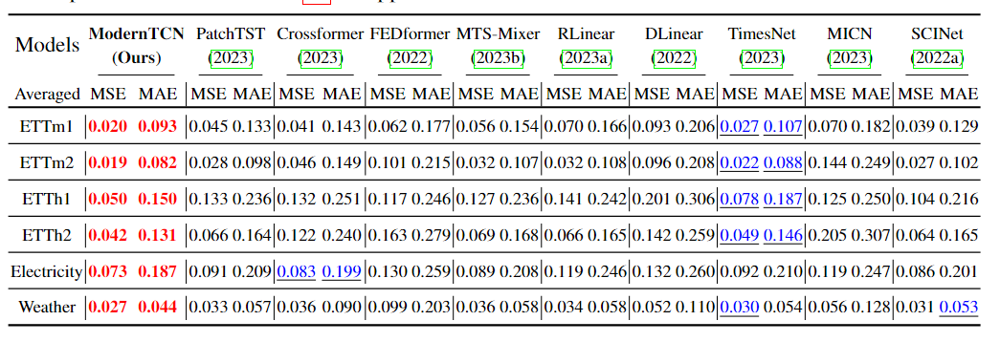 Models ModernTCN PatchTST Crossformer FEDformer MTS-Mixer RLinear DLinear TimesNet MICN SCINet
(Ours) (2023) (2023) (2022) (2023b) (2023a) (2022) (2023) (2023) (2022a)
Averaged MSE MAE MSE MAE MSE MAE MSE MAE MSE MAE MSE MAE MSE MAE MSE MAE MSE MAE MSE MAE
ETTm1 0.020 0.093 0.045 0.133 0.041 0.143 0.062 0.177 0.056 0.154 0.070 0.166 0.093 0.206 0.027 0.107 0.070 0.182 0.039 0.129
ETTm2 0.019 0.082 0.028 0.098 0.046 0.149 0.101 0.215 0.032 0.107 0.032 0.108 0.096 0.208 0.022 0.088 0.144 0.249 0.027 0.102
ETTh1 0.050 0.150 0.133 0.236 0.132 0.251 0.117 0.246 0.127 0.236 0.141 0.242 0.201 0.306 0.078 0.187 0.125 0.250 0.104 0.216
ETTh2 0.042 0.131 0.066 0.164 0.122 0.240 0.163 0.279 0.069 0.168 0.066 0.165 0.142 0.259 0.049 0.146 0.205 0.307 0.064 0.165
Electricity 0.073 0.187 0.091 0.209 0.083 0.199 0.130 0.259 0.089 0.208 0.119 0.246 0.132 0.260 0.092 0.210 0.119 0.247 0.086 0.201
Weather 0.027 0.044 0.033 0.057 0.036 0.090 0.099 0.203 0.036 0.058 0.034 0.058 0.052 0.110 0.030 0.054 0.056 0.128 0.031 0.053